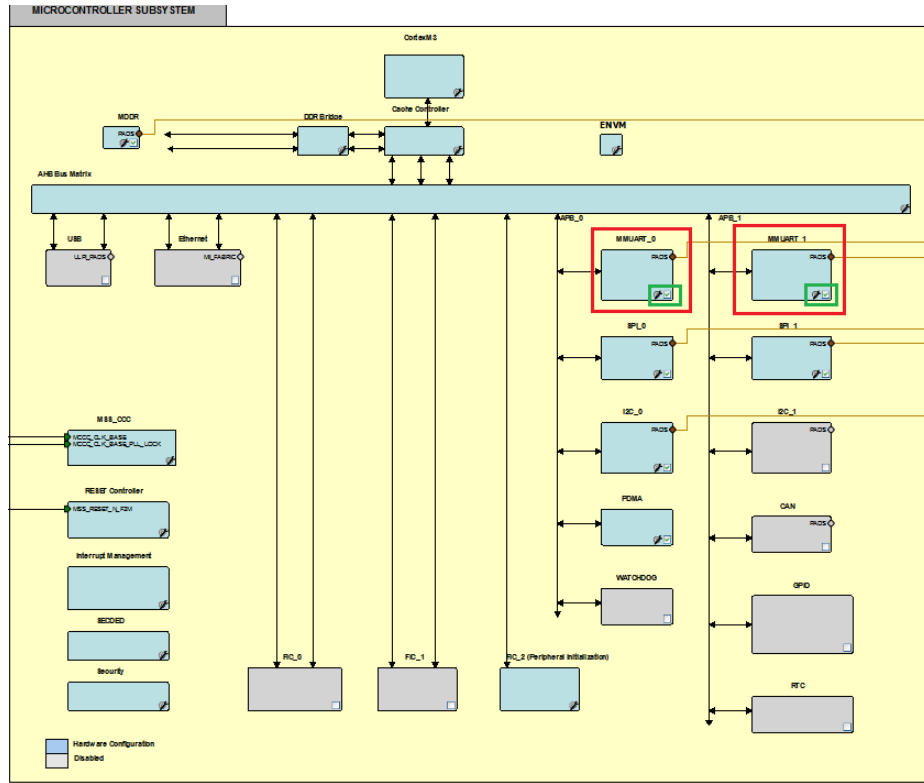 MICROCONTROLLER SUBSYSTEM
CortexM3
MDDR
DDR Bridge
Cache Controller
ENVM
PADS
AHB Bus Matrix
APB_0
APB_1
USB
Ethernet
MMUART_0
MMUART_1
ULPI_PADS
MI_FABRIC
PADS
PADS
SPI_0
SPI_1
PADS
PADS
MSS_CCC
I2C_0
I2C_1
MCCC_CLK_BASE
MCCC_CLK_BASE_PLL_LOCK
PADS
PADS
RESET Controller
PDMA
CAN
MSS_RESET_N_F2M
PADS
Interrupt Management
WATCHDOG
GPIO
SECDED
Security
FIC_0
FIC_1
FIC_2 (Peripheral Initialization)
RTC
Hardware Configuration
Disabled